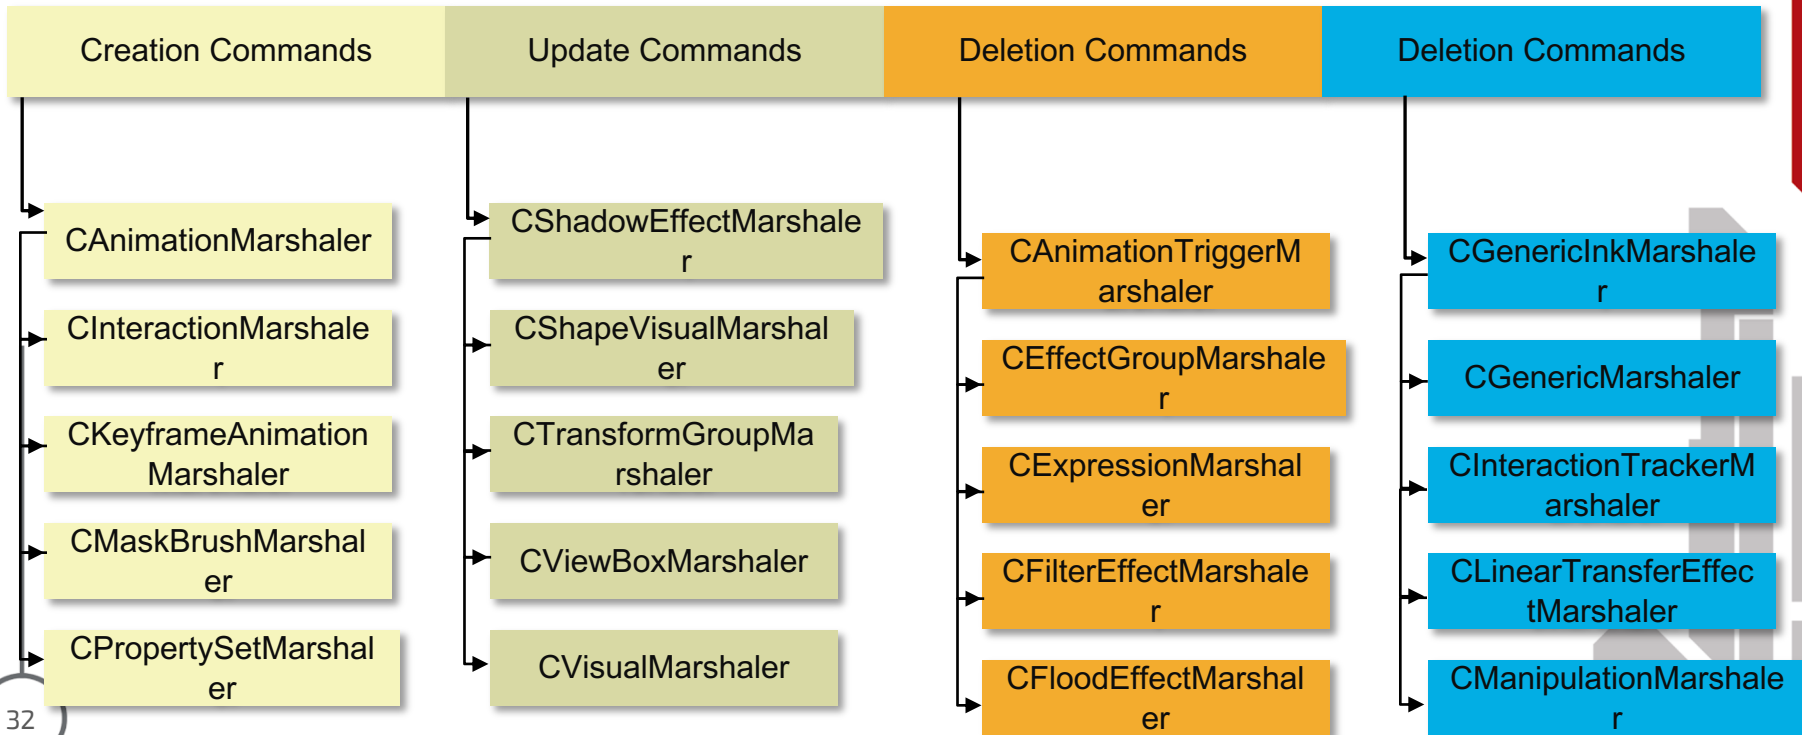 Creation Commands
Update Commands
Deletion Commands
Deletion Commands
CAnimationMarshaler
CInteractionMarshale
r
CKeyframeAnimation
Marshaler
CMaskBrushMarshal
er
CPropertySetMarshal
er
CShadowEffectMarshale
r
CShapeVisualMarshal
er
CTransformGroupMa
rshaler
CViewBoxMarshaler
CVisualMarshaler
CAnimationTriggerM
arshaler
CEffectGroupMarshale
r
CExpressionMarshal
er
CFilterEffectMarshale
r
CFloodEffectMarshal
er
CGenericInkMarshale
r
CGenericMarshaler
CInteractionTrackerM
arshaler
CLinearTransferEffec
tMarshaler
CManipulationMarshale
r
32